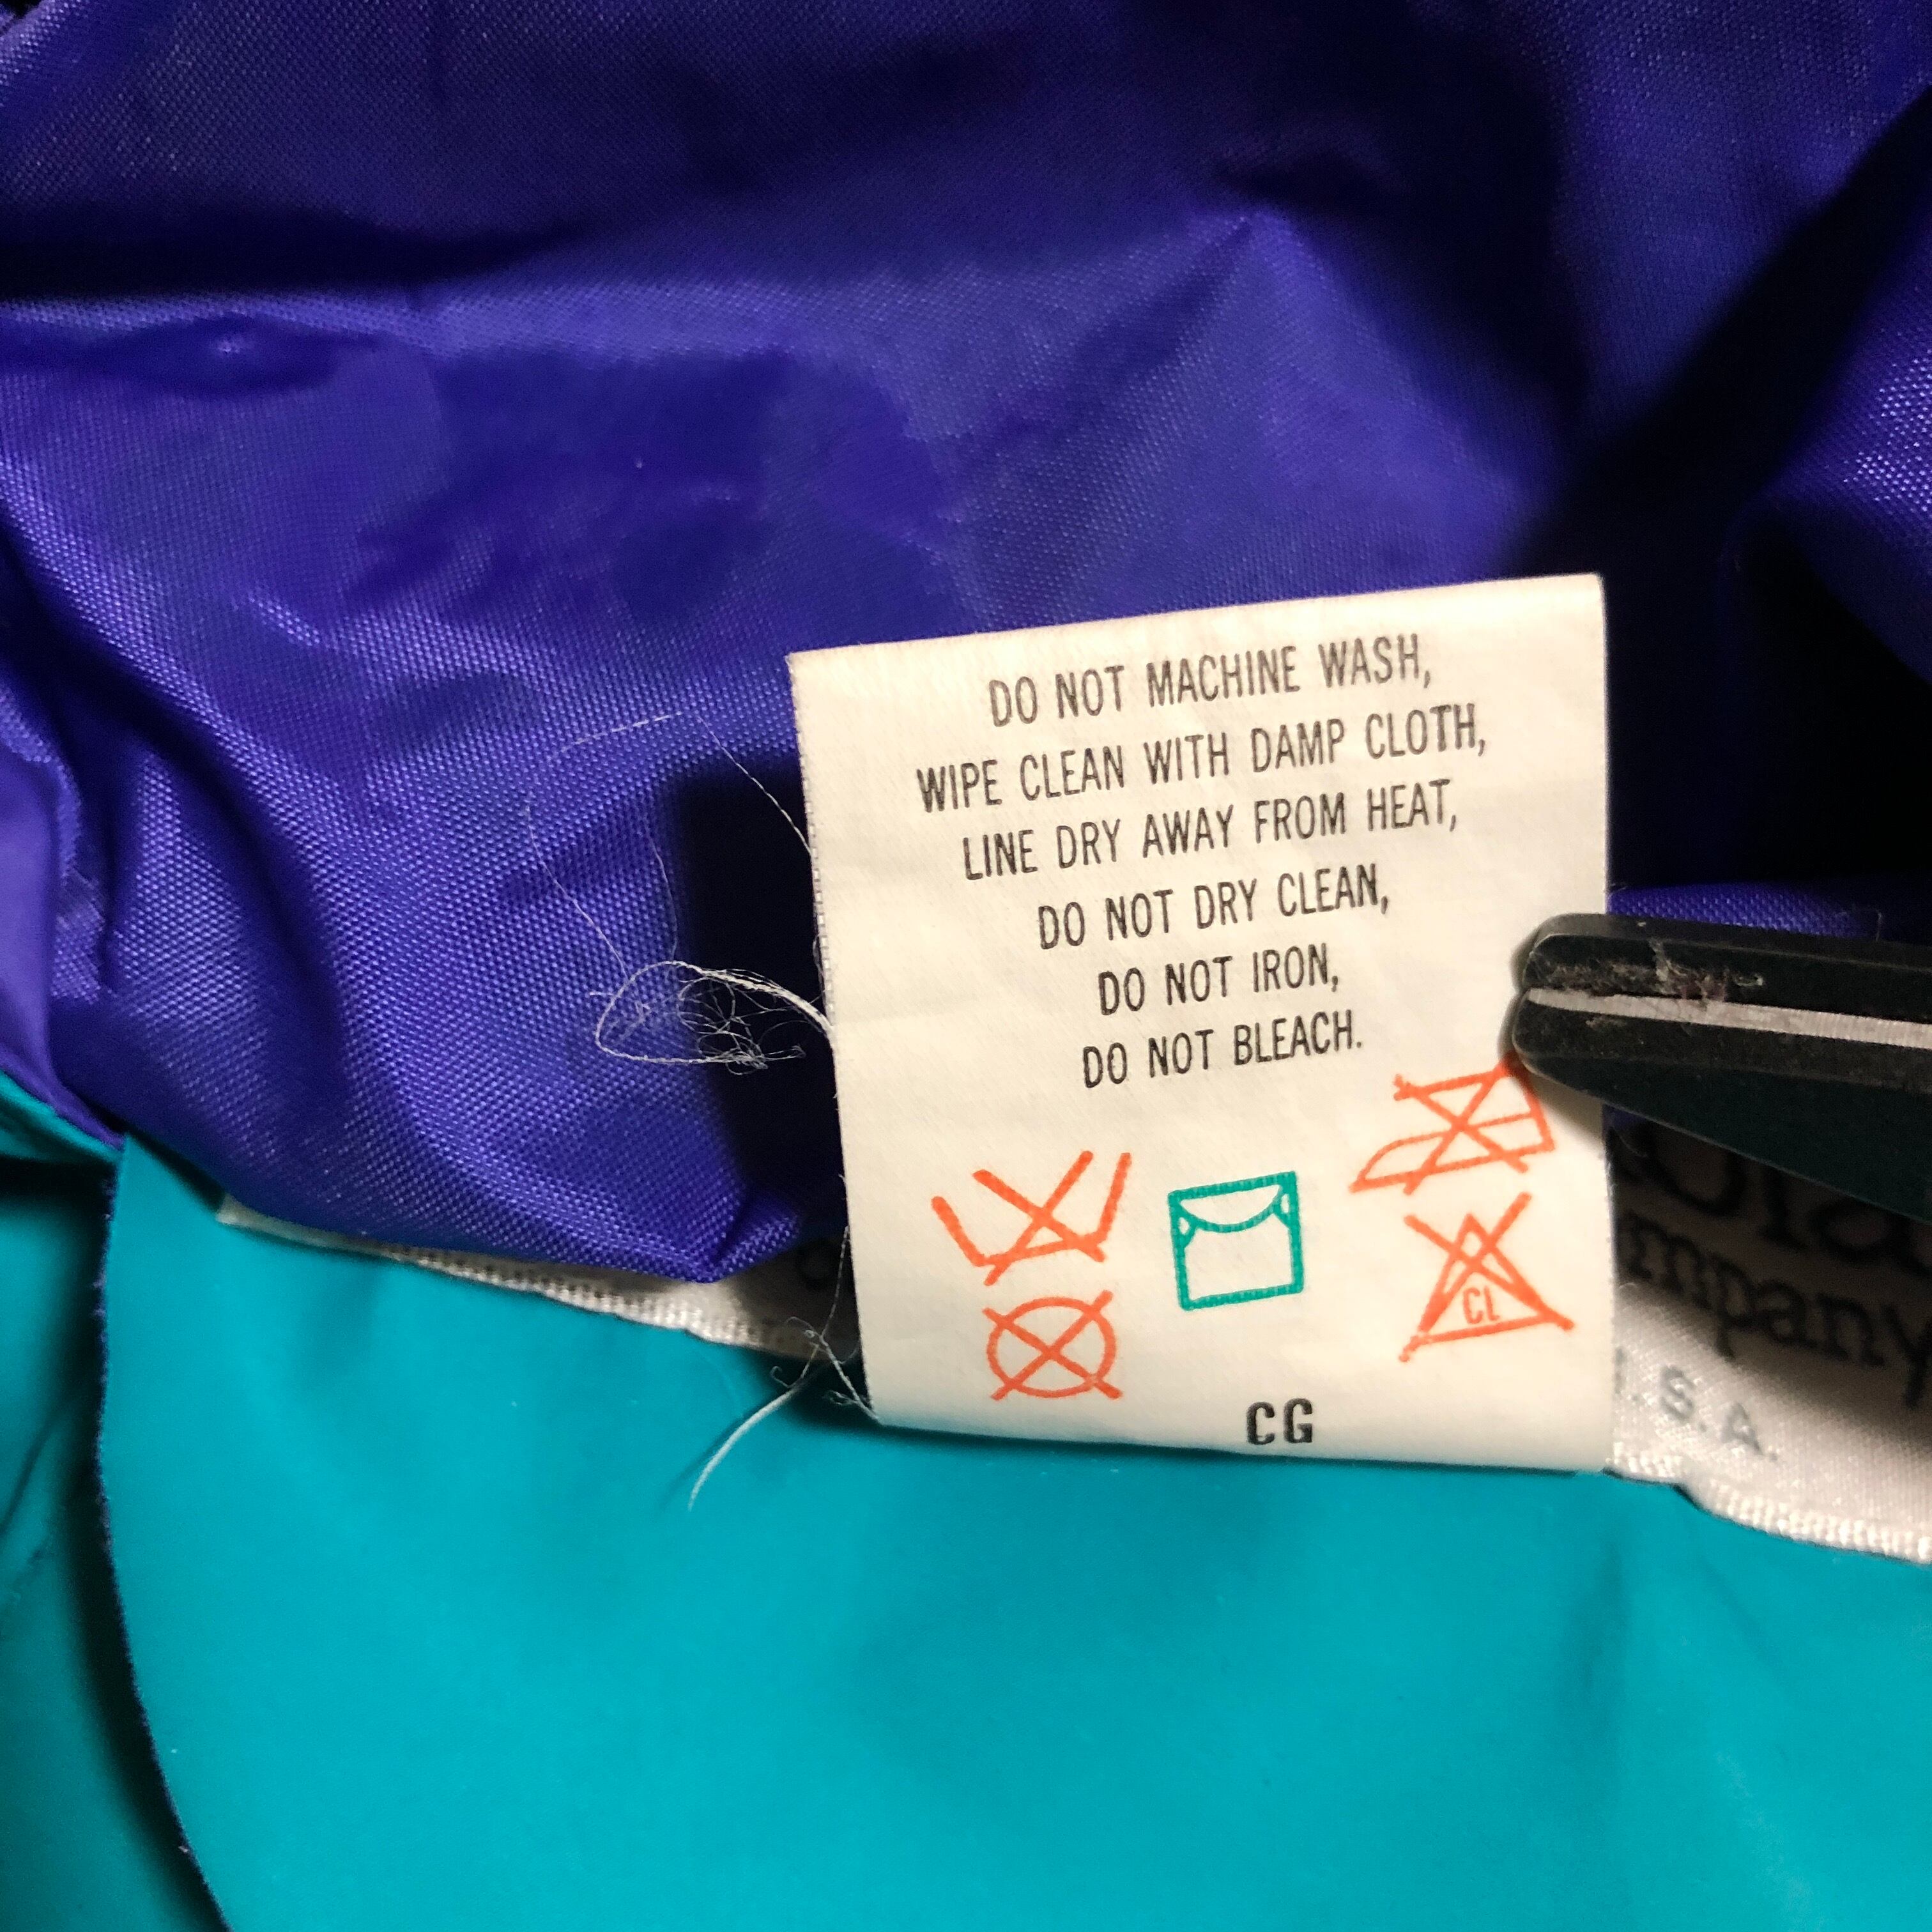 DO NOT MACHINE WASH,
WIPE CLEAN WITH DAMP CLOTH,
LINE DRY AWAY FROM HEAT,
DO NOT DRY CLEAN,
DO NOT IRON,
DO NOT BLEACH.
CL
CG
mpany
.S.A.